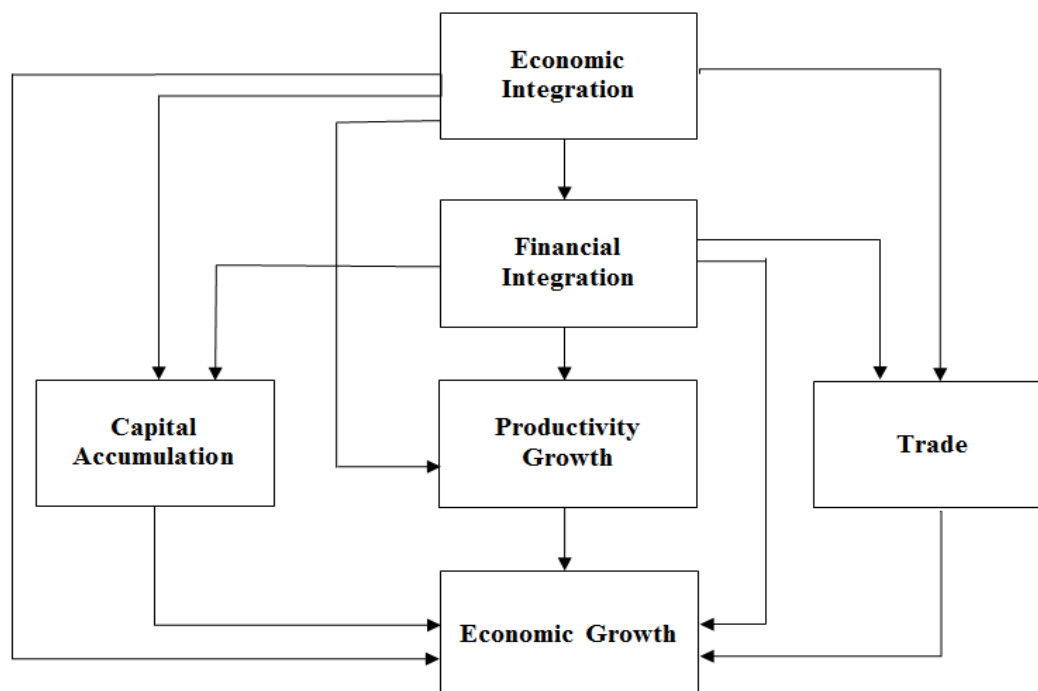 Economic
Integration
Financial
Integration
Capital
Accumulation
Productivity
Growth
Trade
Economic Growth